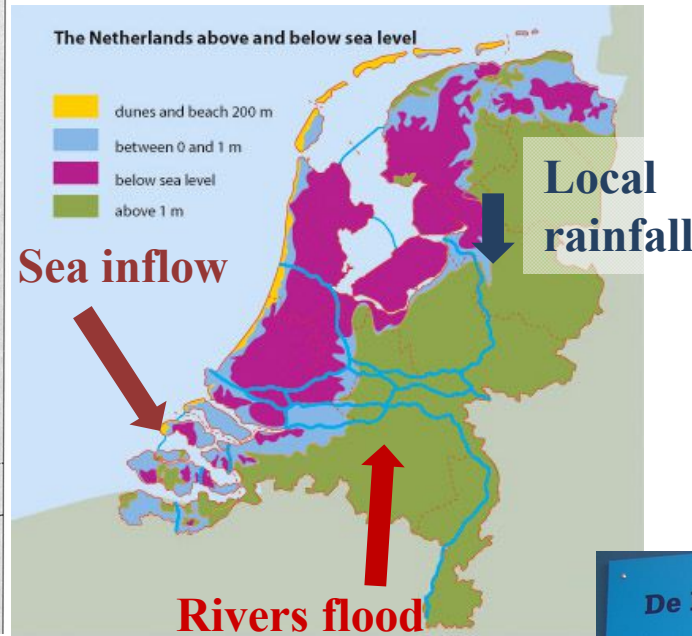 The Netherlands above and below sea level
dunes and beach 200 m
between 0 and 1 m
below sea level
above 1 m
Local
rainfall
Sea inflow
Rivers flood
De